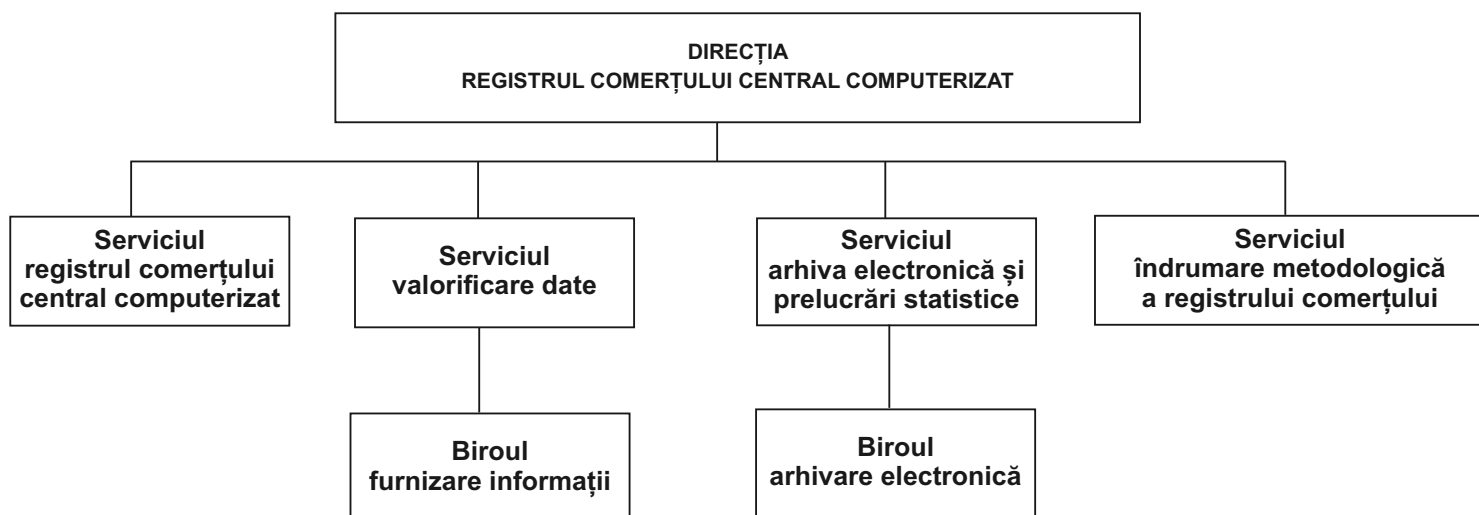 DIRECȚIA
REGISTRUL COMERȚULUI CENTRAL COMPUTERIZAT
Serviciul
registrul comerțului
central computerizat
Serviciul
valorificare date
Serviciul
arhiva electronică și
prelucrări statistice
Serviciul
îndrumare metodologică
a registrului comerțului
Biroul
furnizare informații
Biroul
arhivare electronică